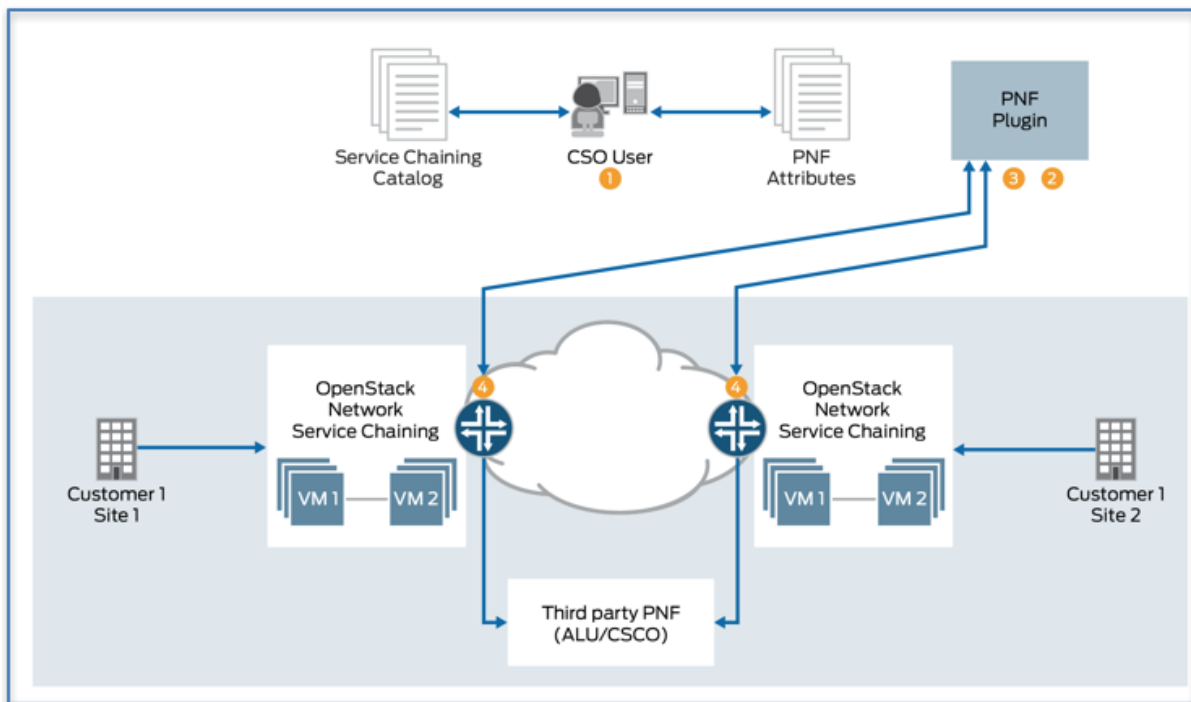 Service Chaining
Catalog
CSO User
1
PNF
Attributes
PNF
Plugin
3 2
4
4
OpenStack
Network
Service Chaining
VM 1
VM 2
OpenStack
Network
Service Chaining
VM 1
VM 2
Customer 1
Site 1
Customer 1
Site 2
Third party PNF
(ALU/CSCO)